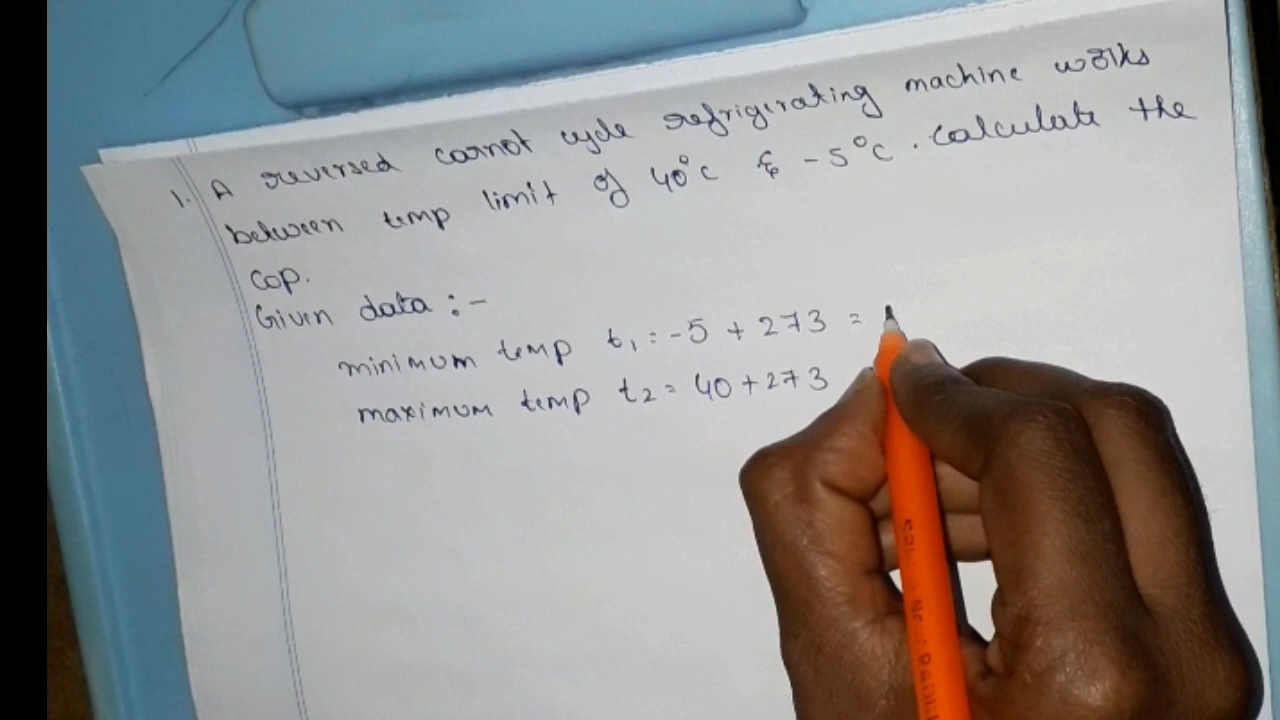 1. A reversed carnot cycle refrigerating machine works
between temp limit of 40°c & -5°c. calculate the
cop.
Given data :-
minimum temp t₁ = -5 + 273 =
maximum temp t₂ = 40 + 273